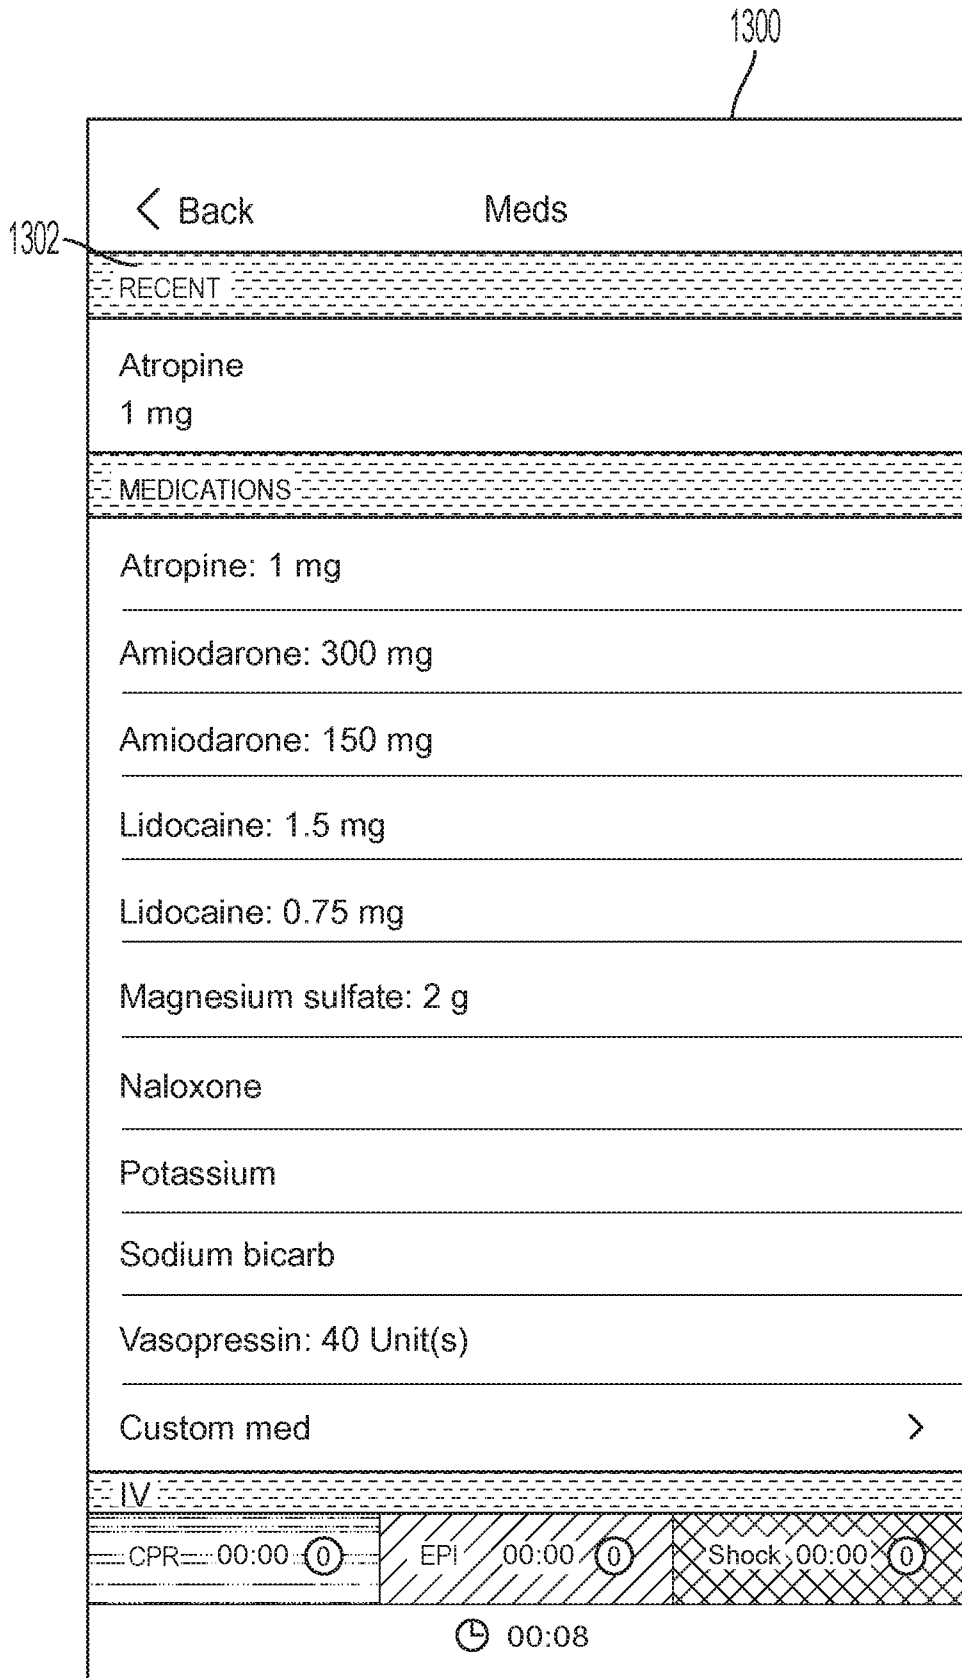 1300
< Back Meds
1302
RECENT
Atropine
1 mg
MEDICATIONS
Atropine: 1 mg
Amiodarone: 300 mg
Amiodarone: 150 mg
Lidocaine: 1.5 mg
Lidocaine: 0.75 mg
Magnesium sulfate: 2 g
Naloxone
Potassium
Sodium bicarb
Vasopressin: 40 Unit(s)
Custom med >
IV
CPR 00:00 0 EPI 00:00 0 Shock 00:00 0
00:08